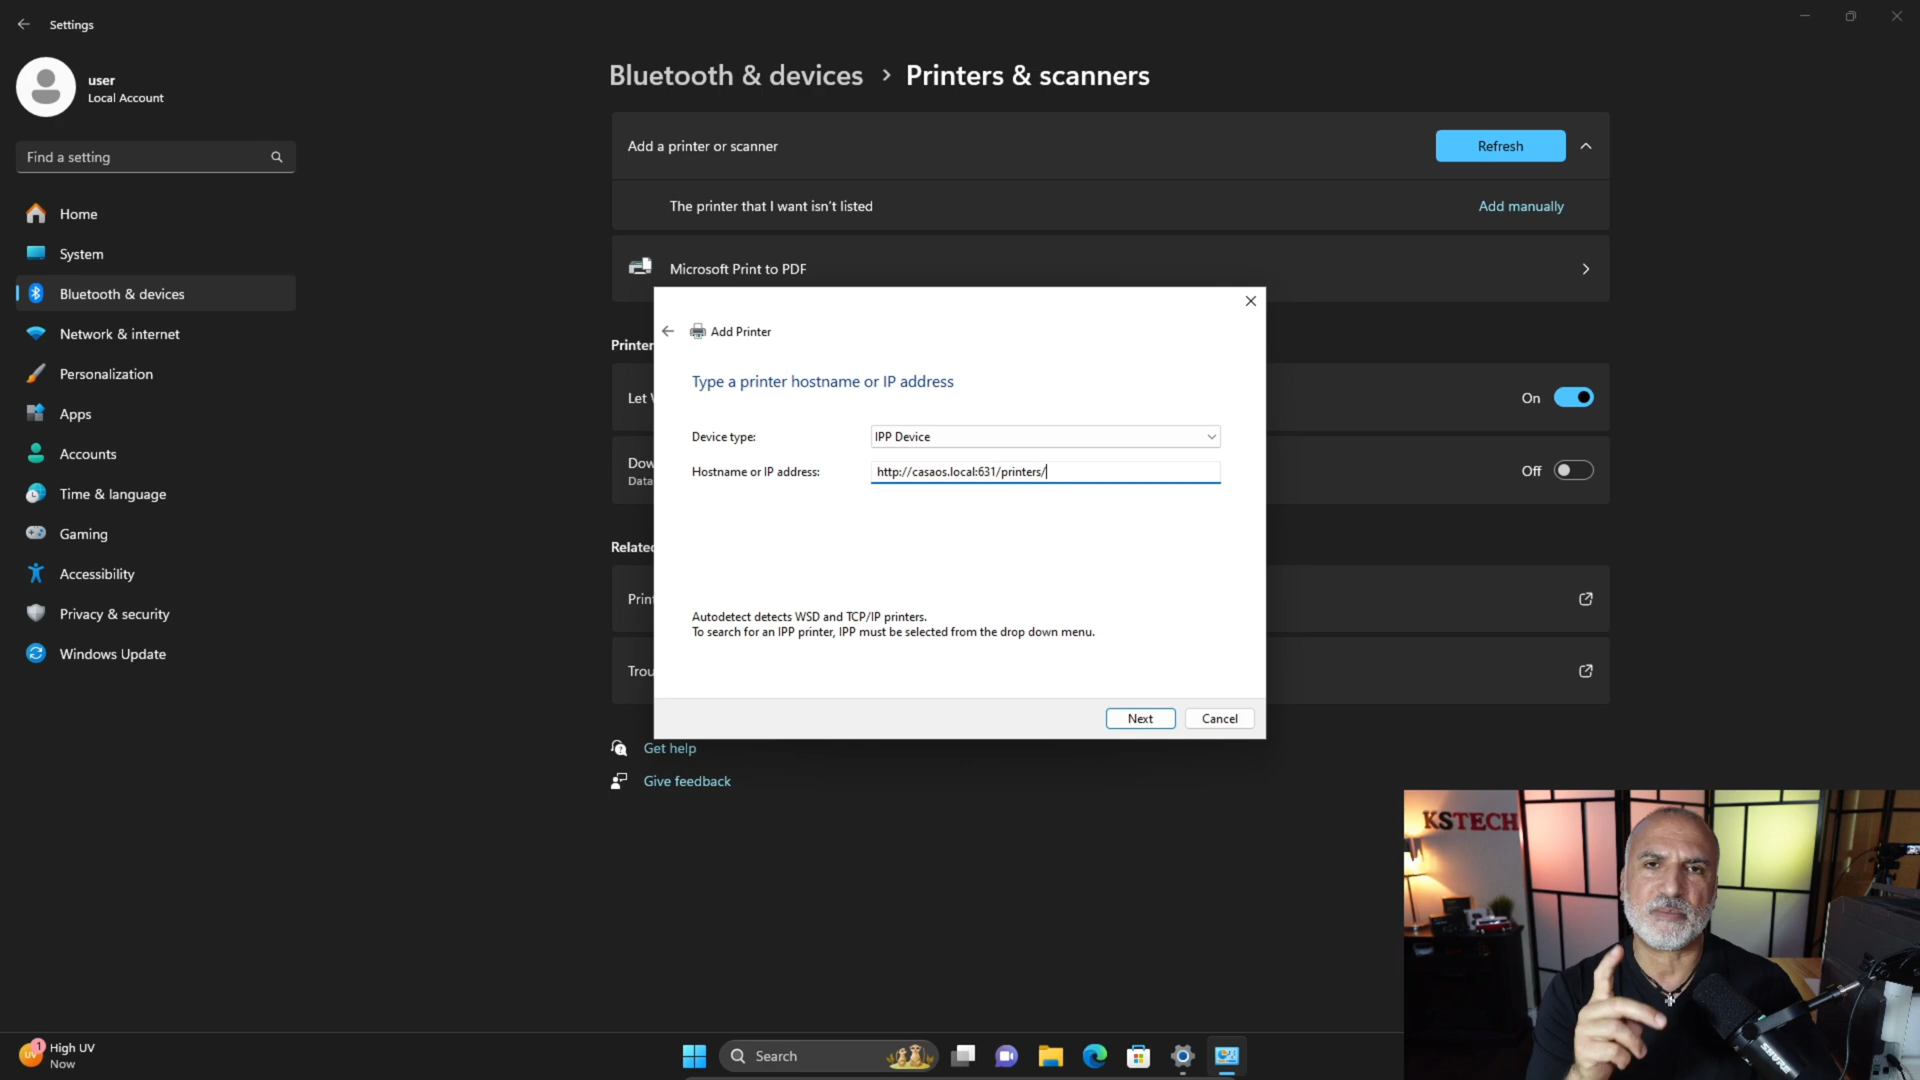 Settings
user
Local Account
Find a setting
Home
System
Bluetooth & devices
Network & internet
Personalization
Apps
Accounts
Time & language
Gaming
Accessibility
Privacy & security
Windows Update
Bluetooth & devices > Printers & scanners
Add a printer or scanner
Refresh
The printer that I want isn't listed
Add manually
Microsoft Print to PDF
Printer
Let
On
Dow
Data
Off
Related
Print
Trou
Get help
Give feedback
Add Printer
Type a printer hostname or IP address
Device type:
IPP Device
Hostname or IP address:
http://casaos.local:631/printers/
Autodetect detects WSD and TCP/IP printers.
To search for an IPP printer, IPP must be selected from the drop down menu.
Next
Cancel
KSTECH
SHURE
UV
1
High UV
Now
Search